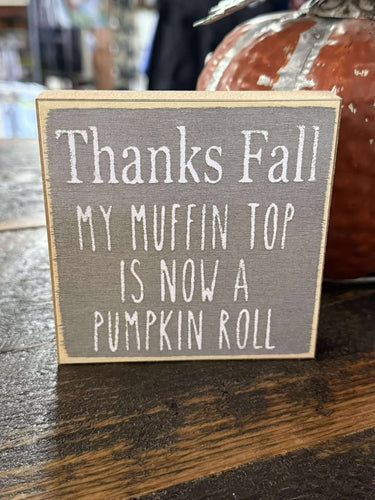 Thanks Fall
MY MUFFIN TOP
IS NOW A
PUMPKIN ROLL